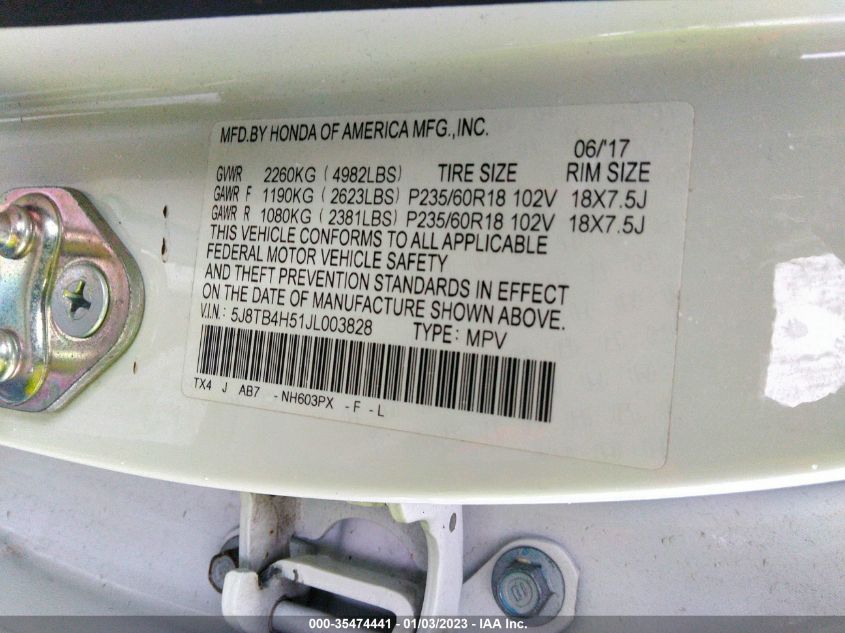 MFD.BY HONDA OF AMERICA MFG.,INC.
06/'17
GVWR 2260KG (4982LBS) TIRE SIZE RIM SIZE
GAWR F 1190KG (2623LBS) P235/60R18 102V 18X7.5J
GAWR R 1080KG (2381LBS) P235/60R18 102V 18X7.5J
THIS VEHICLE CONFORMS TO ALL APPLICABLE
FEDERAL MOTOR VEHICLE SAFETY
AND THEFT PREVENTION STANDARDS IN EFFECT
ON THE DATE OF MANUFACTURE SHOWN ABOVE.
V.I.N.: 5J8TB4H51JL003828 TYPE: MPV
TX4 J AB7 -NH603PX -F-L
000-35474441 - 01/03/2023 - IAA Inc.